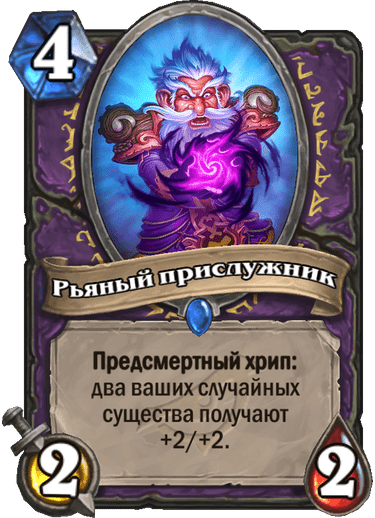 4
Рьяный прислужник
Предсмертный хрип:
два ваших случайных
существа получают
+2/+2.
2 2